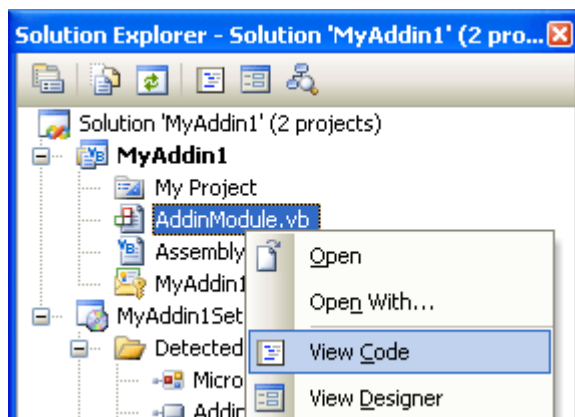 Solution Explorer - Solution 'MyAddin1' (2 pro...
Solution 'MyAddin1' (2 projects)
MyAddin1
My Project
AddinModule.vb
Assembly
Open
MyAddin1
Open With...
MyAddin1Set
Detected
View Code
Micro
View Designer
Addin